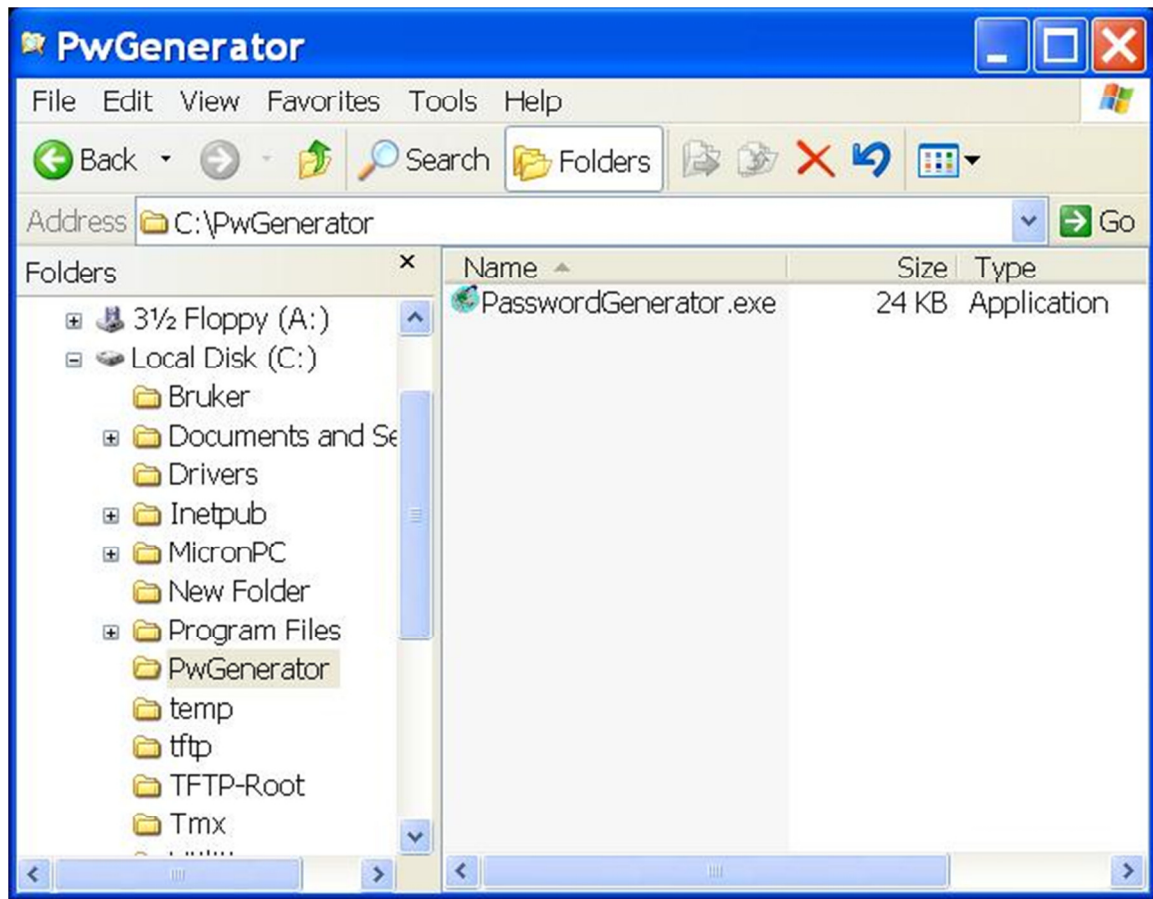 PwGenerator
File Edit View Favorites Tools Help
Back Search Folders
Address C:\PwGenerator Go
Folders
3½ Floppy (A:)
Local Disk (C:)
Bruker
Documents and Se
Drivers
Inetpub
MicronPC
New Folder
Program Files
PwGenerator
temp
tftp
TFTP-Root
Tmx
Name Size Type
PasswordGenerator.exe 24 KB Application